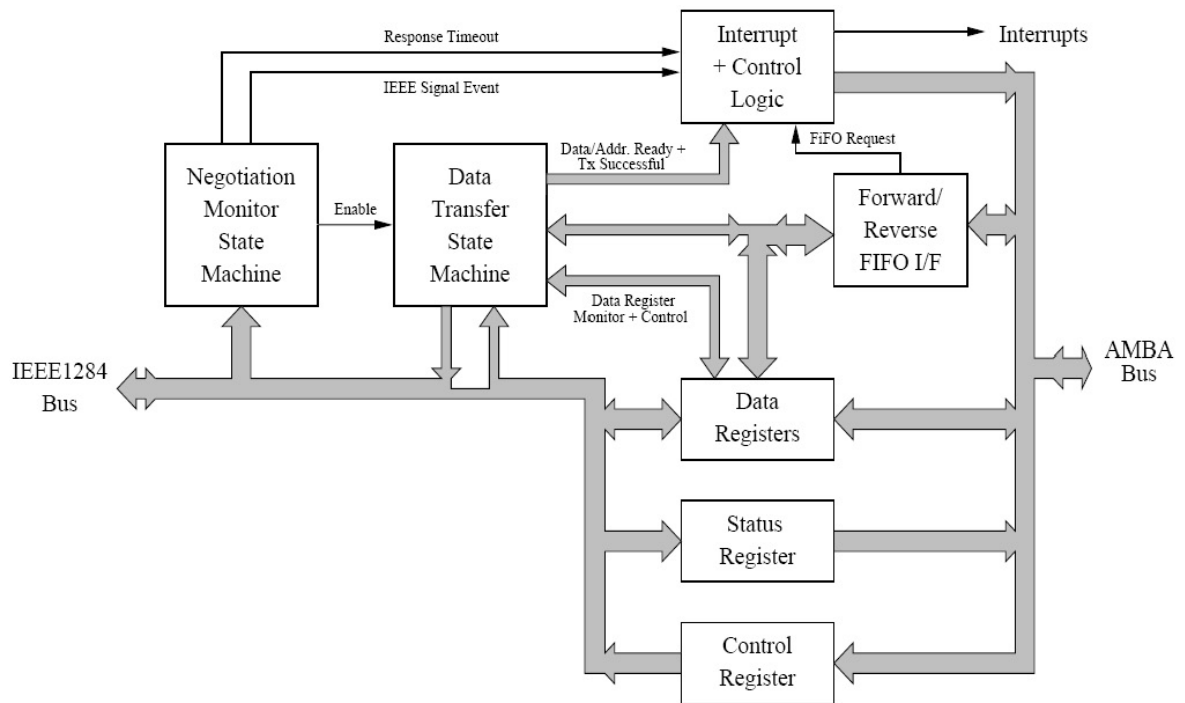 Response Timeout
IEEE Signal Event
Interrupt
+ Control
Logic
Interrupts
FiFO Request
Negotiation
Monitor
State
Machine
Enable
Data
Transfer
State
Machine
Data/Addr. Ready +
Tx Successful
Forward/
Reverse
FIFO I/F
Data Register
Monitor + Control
IEEE1284
Bus
AMBA
Bus
Data
Registers
Status
Register
Control
Register